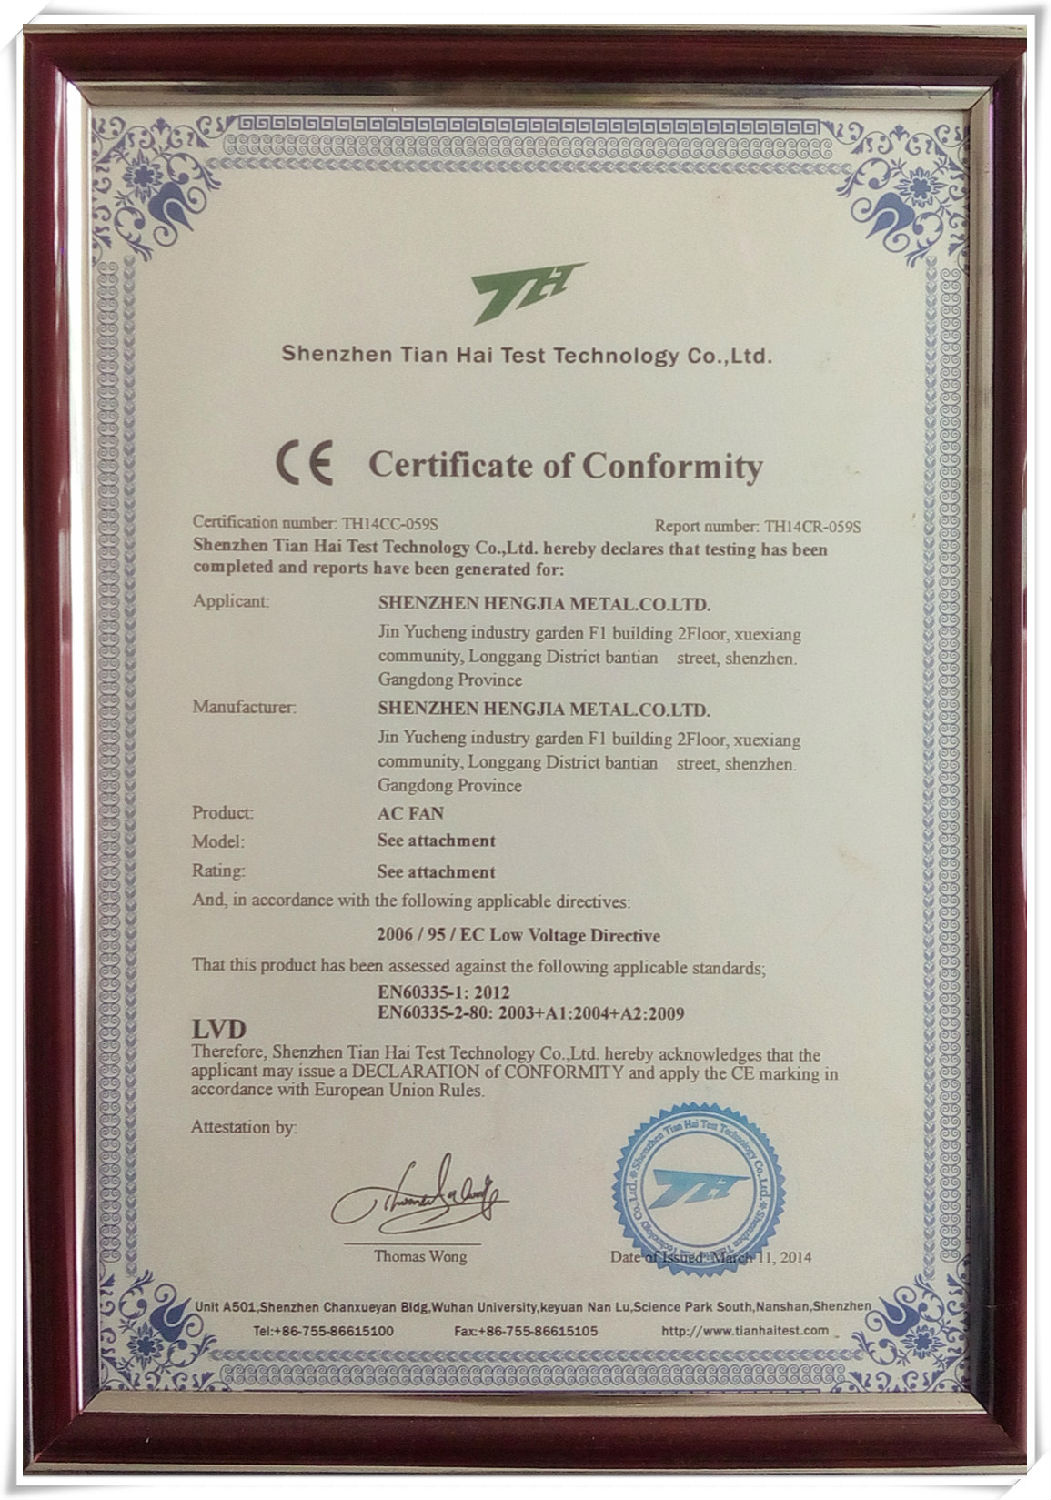 TH
Shenzhen Tian Hai Test Technology Co.,Ltd.
CE Certificate of Conformity
Certification number: TH14CC-059S Report number: TH14CR-059S
Shenzhen Tian Hai Test Technology Co.,Ltd. hereby declares that testing has been
completed and reports have been generated for:
Applicant: SHENZHEN HENGJIA METAL.CO.LTD.
Jin Yucheng industry garden F1 building 2Floor, xuexiang
community, Longgang District bantian street, shenzhen.
Gangdong Province
Manufacturer: SHENZHEN HENGJIA METAL.CO.LTD.
Jin Yucheng industry garden F1 building 2Floor, xuexiang
community, Longgang District bantian street, shenzhen.
Gangdong Province
Product: AC FAN
Model: See attachment
Rating: See attachment
And, in accordance with the following applicable directives:
2006 / 95 / EC Low Voltage Directive
That this product has been assessed against the following applicable standards;
EN60335-1: 2012
EN60335-2-80: 2003+A1:2004+A2:2009
LVD
Therefore, Shenzhen Tian Hai Test Technology Co.,Ltd. hereby acknowledges that the
applicant may issue a DECLARATION of CONFORMITY and apply the CE marking in
accordance with European Union Rules.
Attestation by:
Shenzhen Tian Hai Test Technology Co.,Ltd.
TH
Thomas Wong
Date of Issued: March 11, 2014
Unit A501,Shenzhen Chanxueyan Bldg,Wuhan University,keyuan Nan Lu,Science Park South,Nanshan,Shenzhen
Tel:+86-755-86615100 Fax:+86-755-86615105 http://www.tianhaitest.com